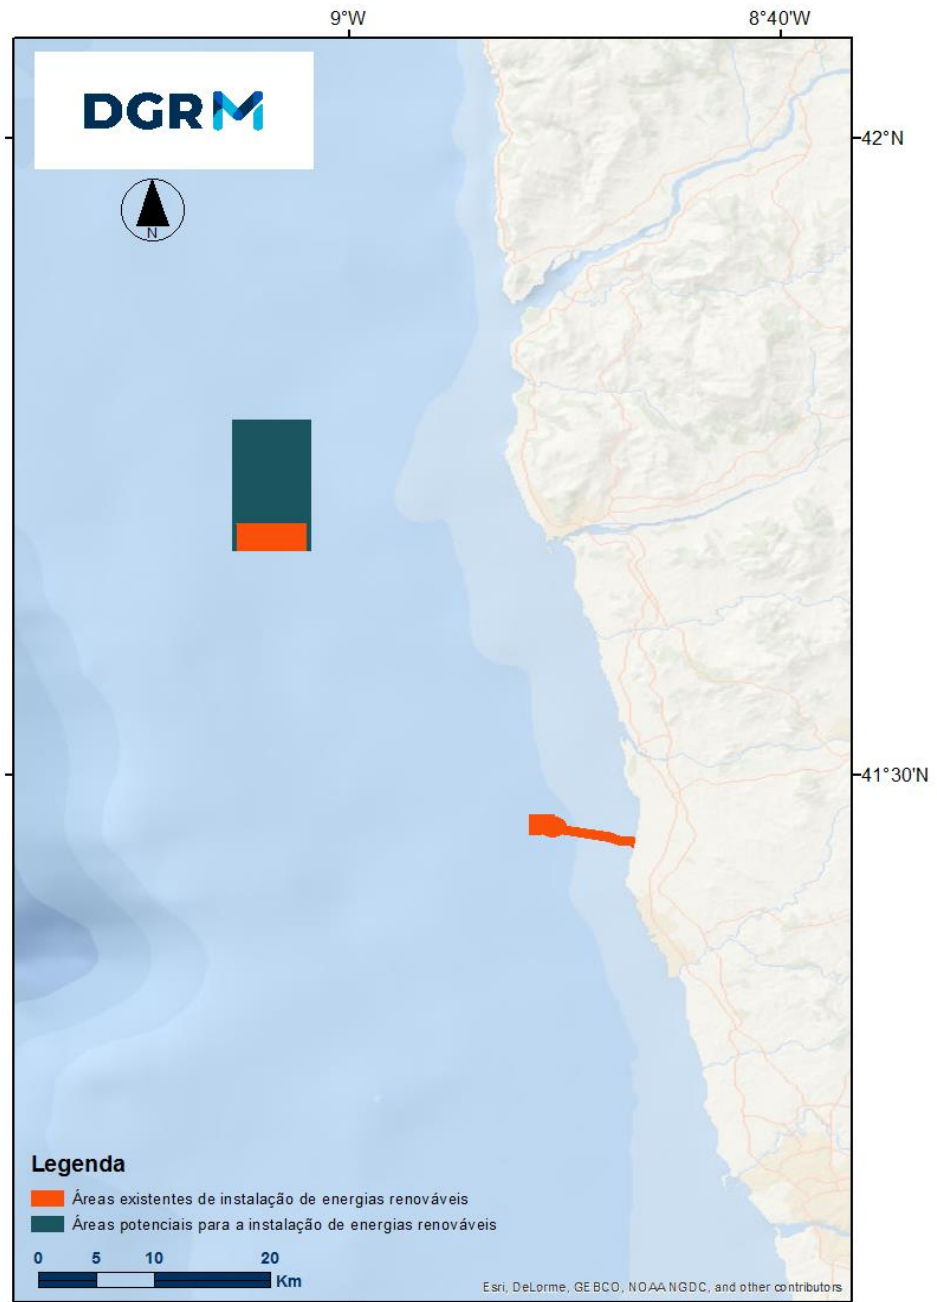 9°W 8°40'W
DGRM
42°N
N
41°30'N
Legenda
Áreas existentes de instalação de energias renováveis
Áreas potenciais para a instalação de energias renováveis
0 5 10 20
Km
Esri, DeLorme, GEBCO, NOAA NGDC, and other contributors